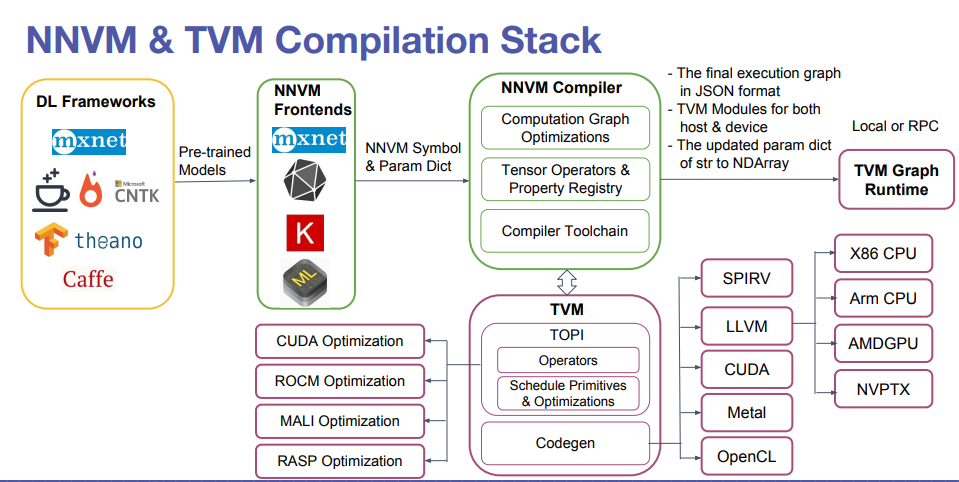 NNVM & TVM Compilation Stack
DL Frameworks
mxnet
Microsoft
CNTK
theano
Caffe
Pre-trained
Models
NNVM
Frontends
mxnet
K
ML
NNVM Symbol
& Param Dict
NNVM Compiler
Computation Graph
Optimizations
Tensor Operators &
Property Registry
Compiler Toolchain
- The final execution graph
in JSON format
- TVM Modules for both
host & device
- The updated param dict
of str to NDArray
Local or RPC
TVM Graph
Runtime
TVM
TOPI
Operators
Schedule Primitives
& Optimizations
Codegen
CUDA Optimization
ROCM Optimization
MALI Optimization
RASP Optimization
SPIRV
LLVM
CUDA
Metal
OpenCL
X86 CPU
Arm CPU
AMDGPU
NVPTX